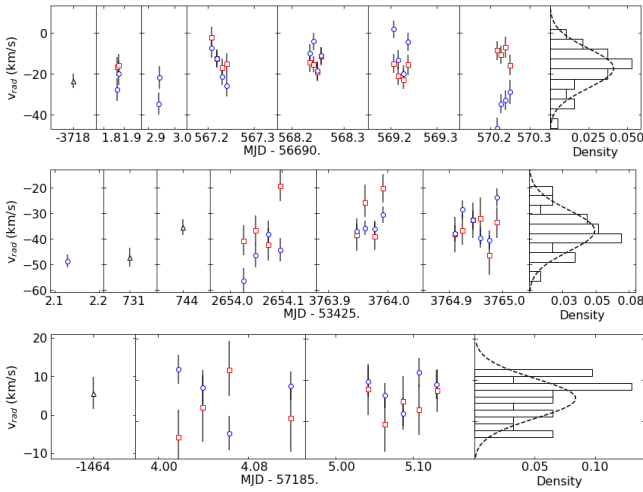 0
−20
−40
v_rad (km/s)
-3718 1.8 1.9 2.9 3.0 567.2 567.3 568.2 568.3 569.2 569.3 570.2 570.3 0.025 0.050
MJD - 56690. Density
−20
−30
−40
−50
−60
v_rad (km/s)
2.1 2.2 731 744 2654.0 2654.1 3763.9 3764.0 3764.9 3765.0 0.03 0.05 0.08
MJD - 53425. Density
20
10
0
−10
v_rad (km/s)
-1464 4.00 4.08 5.00 5.10 0.05 0.10
MJD - 57185. Density